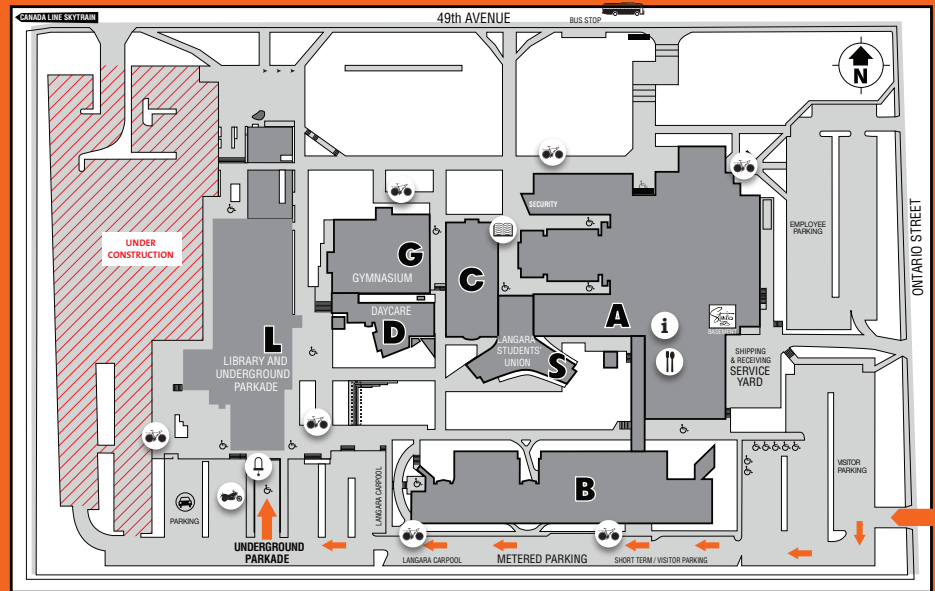 CANADA LINE SKYTRAIN
49th AVENUE
BUS STOP
N
SECURITY
EMPLOYEE
PARKING
ONTARIO STREET
UNDER
CONSTRUCTION
G
GYMNASIUM
C
DAYCARE
D
A
i
BASEMENT
L
LIBRARY AND
UNDERGROUND
PARKADE
LANGARA
STUDENTS'
UNION
S
SHIPPING
& RECEIVING
SERVICE
YARD
VISITOR
PARKING
LANGARA CARPOOL
B
PARKING
UNDERGROUND
PARKADE
LANGARA CARPOOL
METERED PARKING
SHORT TERM / VISITOR PARKING